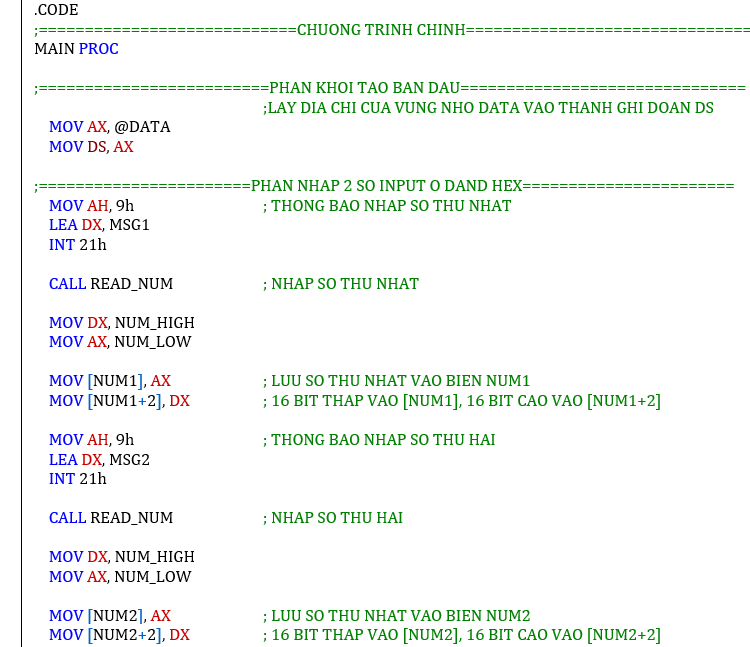 .CODE
;============================CHUONG TRINH CHINH===============================
MAIN PROC
;=========================PHAN KHOI TAO BAN DAU===============================
;LAY DIA CHI CUA VUNG NHO DATA VAO THANH GHI DOAN DS
MOV AX, @DATA
MOV DS, AX
;=======================PHAN NHAP 2 SO INPUT O DAND HEX=======================
MOV AH, 9h ; THONG BAO NHAP SO THU NHAT
LEA DX, MSG1
INT 21h
CALL READ_NUM ; NHAP SO THU NHAT
MOV DX, NUM_HIGH
MOV AX, NUM_LOW
MOV [NUM1], AX ; LUU SO THU NHAT VAO BIEN NUM1
MOV [NUM1+2], DX ; 16 BIT THAP VAO [NUM1], 16 BIT CAO VAO [NUM1+2]
MOV AH, 9h ; THONG BAO NHAP SO THU HAI
LEA DX, MSG2
INT 21h
CALL READ_NUM ; NHAP SO THU HAI
MOV DX, NUM_HIGH
MOV AX, NUM_LOW
MOV [NUM2], AX ; LUU SO THU NHAT VAO BIEN NUM2
MOV [NUM2+2], DX ; 16 BIT THAP VAO [NUM2], 16 BIT CAO VAO [NUM2+2]